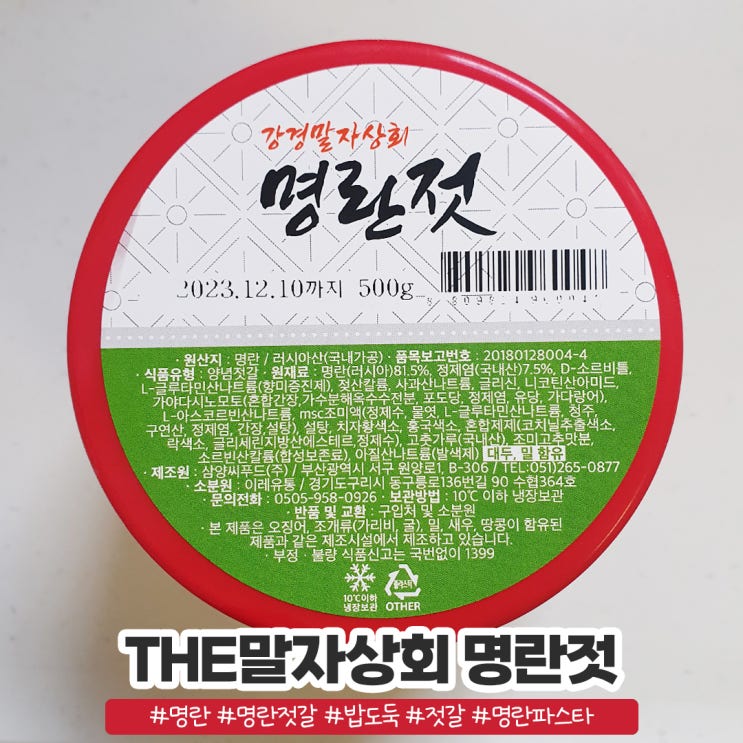 강경말자상회
명란젓
2023.12.10까지 500g
· 원산지 : 명란 / 러시아산(국내가공) · 품목보고번호 : 20180128004-4
· 식품유형 : 양념젓갈 · 원재료 : 명란(러시아)81.5%, 정제염(국내산)7.5%, D-소르비톨,
L-글루타민산나트륨(향미증진제), 젖산칼륨, 사과산나트륨, 글리신, 니코틴산아미드,
가야다시노모토(혼합간장, 가수분해옥수수전분, 포도당, 정제염, 유당, 가다랑어),
L-아스코르빈산나트륨, msc조미액(정제수, 물엿, L-글루타민산나트륨, 청주,
구연산, 정제염, 간장,설탕), 설탕, 치자황색소, 홍국색소, 혼합제제(코치닐추출색소,
락색소, 글리세린지방산에스테르,정제수), 고춧가루(국내산), 조미고추맛분,
소르빈산칼륨(합성보존료), 아질산나트륨(발색제) 대두, 밀 함유
· 제조원 : 삼양씨푸드(주) / 부산광역시 서구 원양로1, B-306 / TEL:051)265-0877
· 소분원 : 이레유통 / 경기도구리시 동구릉로136번길 90 수협364호
· 문의전화 : 0505-958-0926 · 보관방법 : 10℃ 이하 냉장보관
· 반품 및 교환 : 구입처 및 소분원
· 본 제품은 오징어, 조개류(가리비, 굴), 밀, 새우, 땅콩이 함유된
제품과 같은 제조시설에서 제조하고 있습니다.
· 부정 · 불량 식품신고는 국번없이 1399
10℃이하
냉장보관
플라스틱
OTHER
THE말자상회 명란젓
#명란 #명란젓갈 #밥도둑 #젓갈 #명란파스타